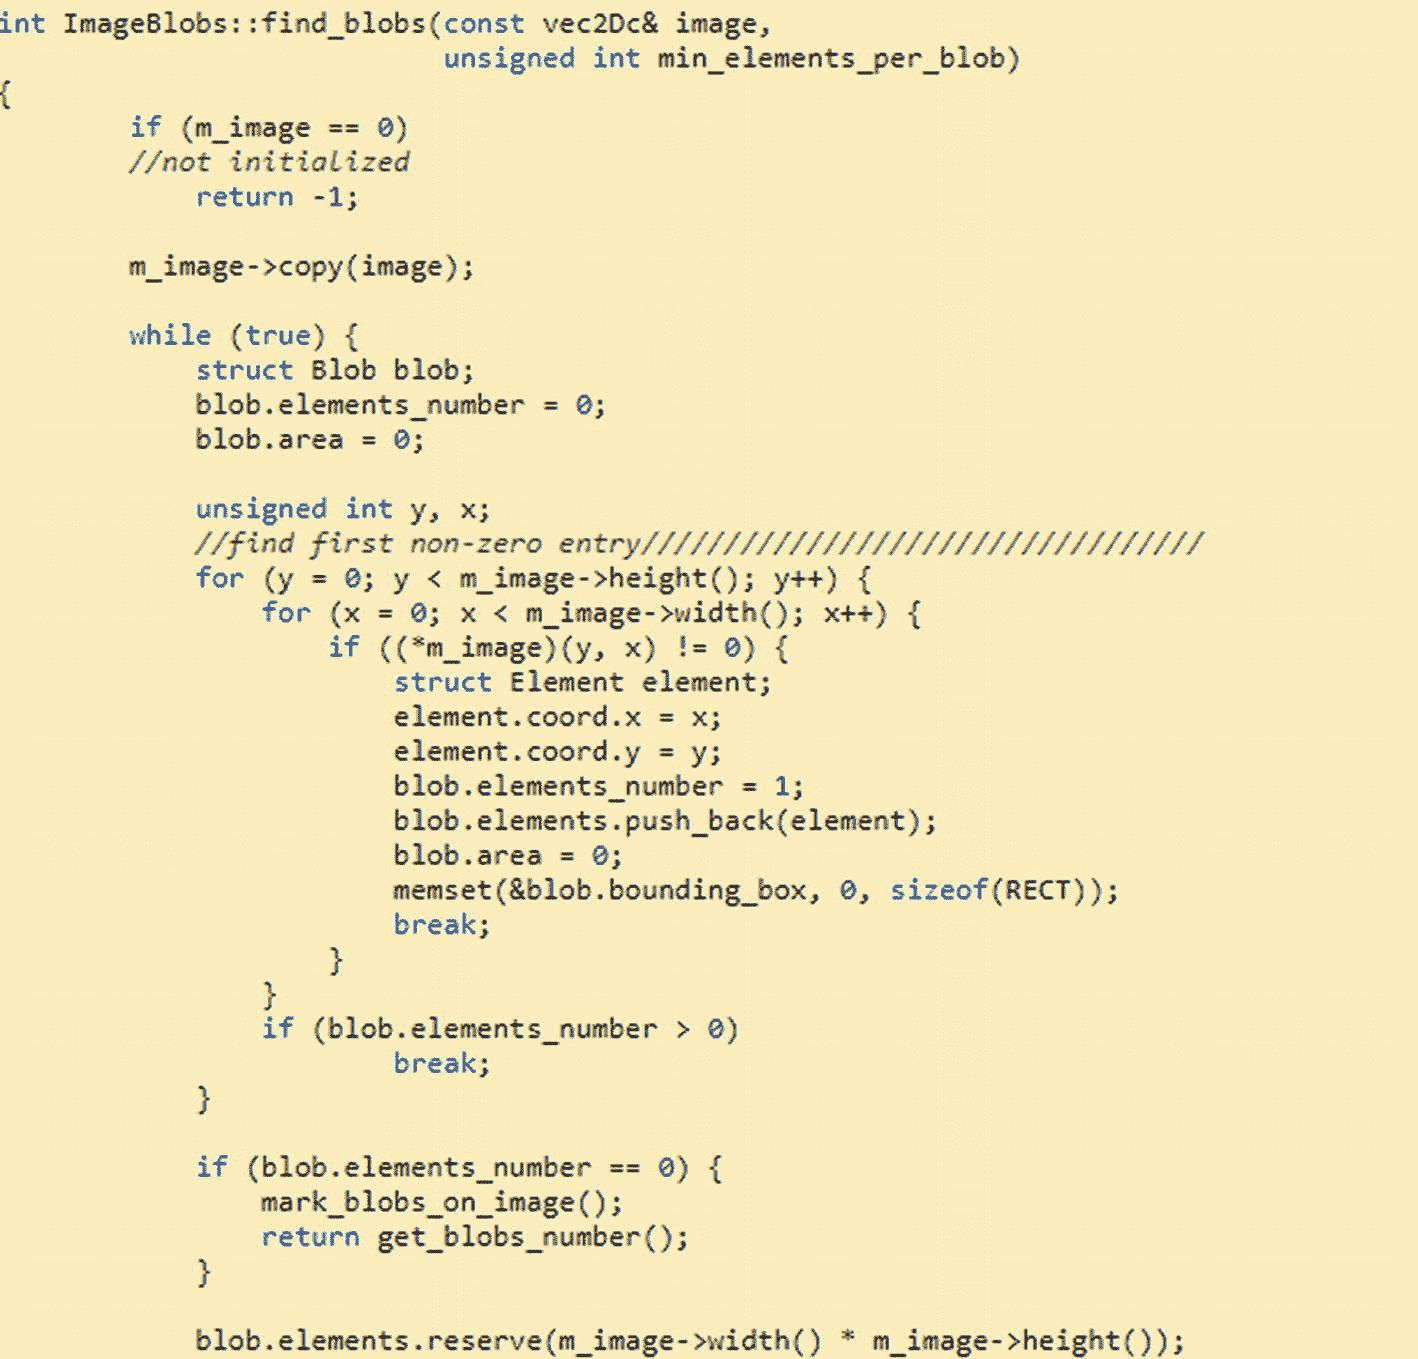 int ImageBlobs::find_blobs(const vec2Dc& image,
unsigned int min_elements_per_blob)
{
if (m_image == 0)
//not initialized
return -1;
m_image->copy(image);
while (true) {
struct Blob blob;
blob.elements_number = 0;
blob.area = 0;
unsigned int y, x;
//find first non-zero entry//////////////////////////////////
for (y = 0; y < m_image->height(); y++) {
for (x = 0; x < m_image->width(); x++) {
if ((*m_image)(y, x) != 0) {
struct Element element;
element.coord.x = x;
element.coord.y = y;
blob.elements_number = 1;
blob.elements.push_back(element);
blob.area = 0;
memset(&blob.bounding_box, 0, sizeof(RECT));
break;
}
}
if (blob.elements_number > 0)
break;
}
if (blob.elements_number == 0) {
mark_blobs_on_image();
return get_blobs_number();
}
blob.elements.reserve(m_image->width() * m_image->height());